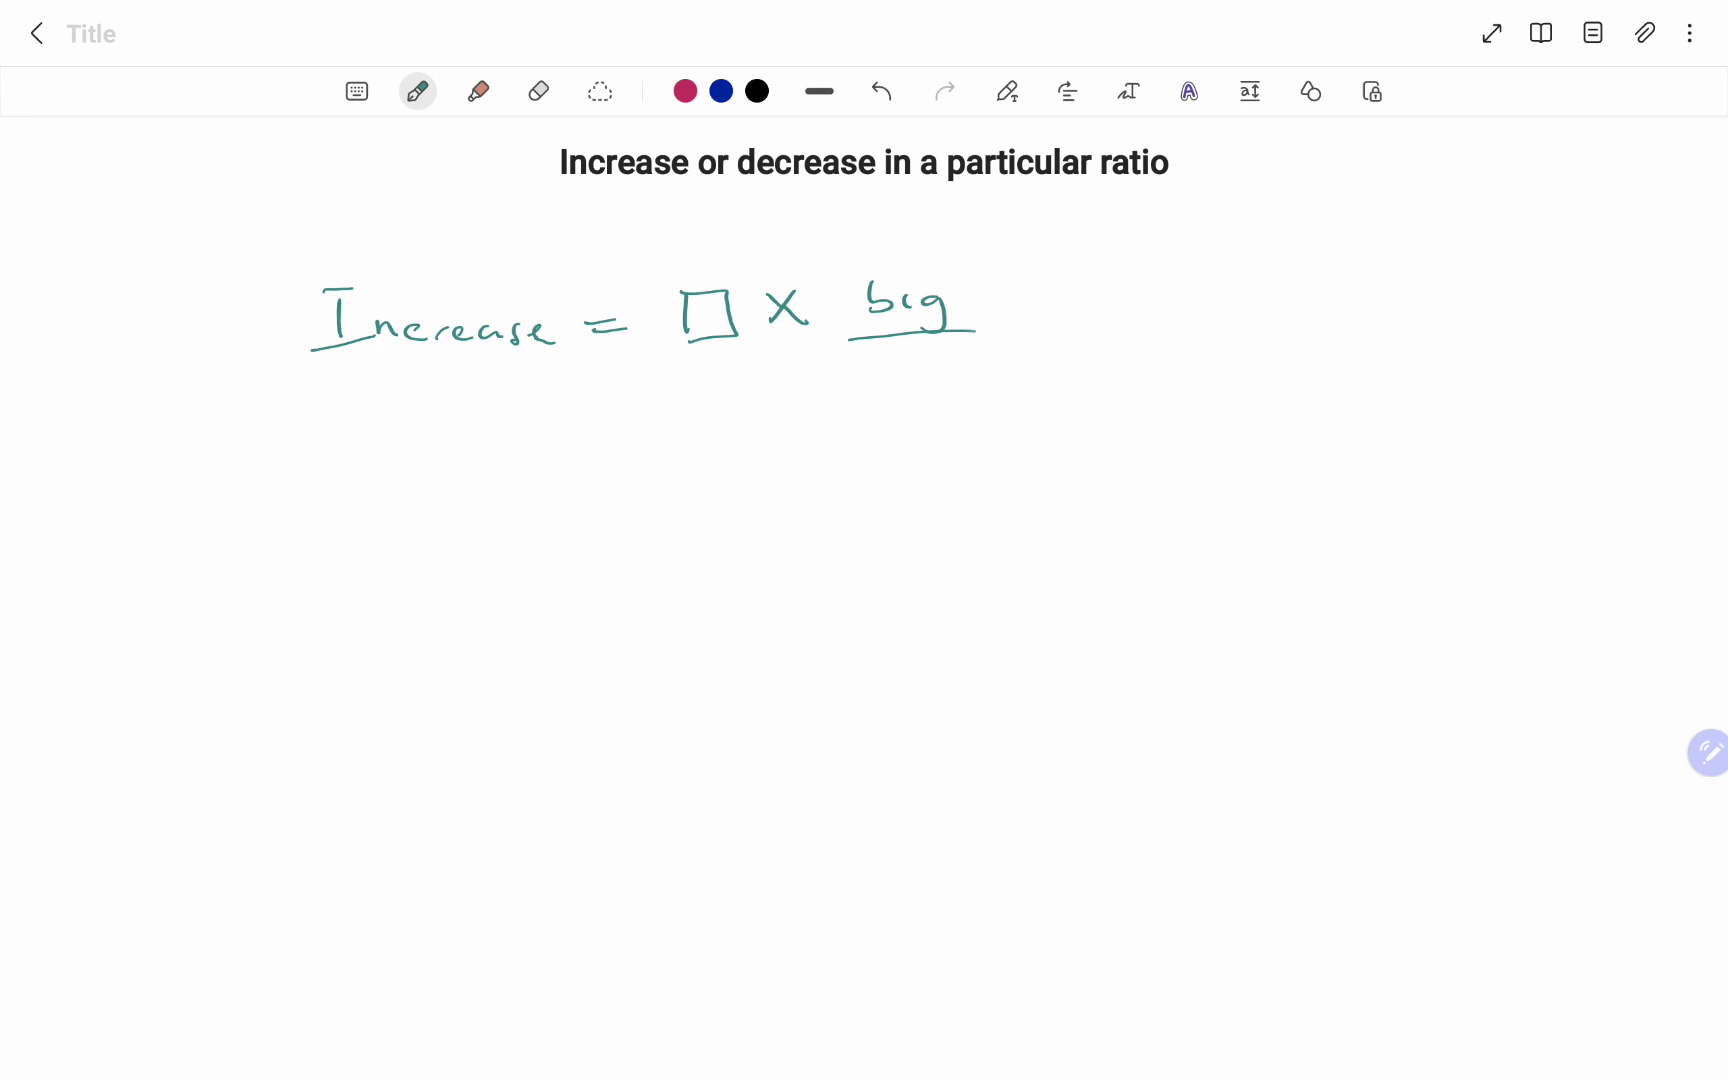 Title
Increase or decrease in a particular ratio
Increase = □ × big